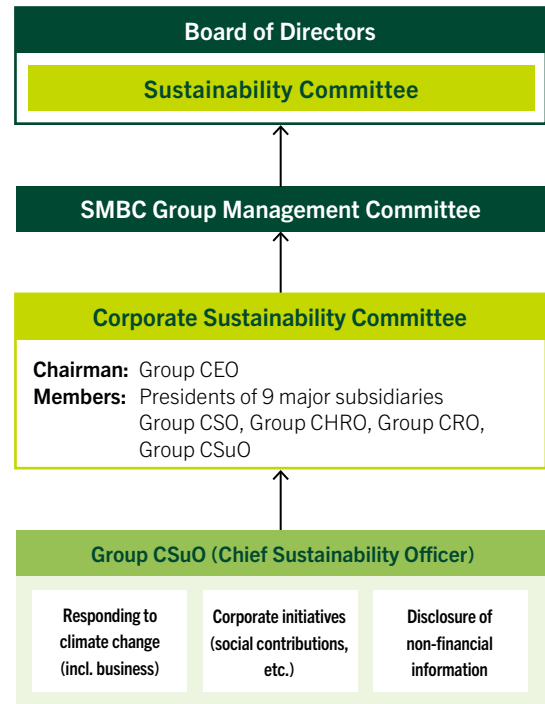 Board of Directors
Sustainability Committee
SMBC Group Management Committee
Corporate Sustainability Committee
Chairman: Group CEO
Members: Presidents of 9 major subsidiaries
Group CSO, Group CHRO, Group CRO,
Group CSuO
Group CSuO (Chief Sustainability Officer)
Responding to
climate change
(incl. business)
Corporate initiatives
(social contributions,
etc.)
Disclosure of
non-financial
information